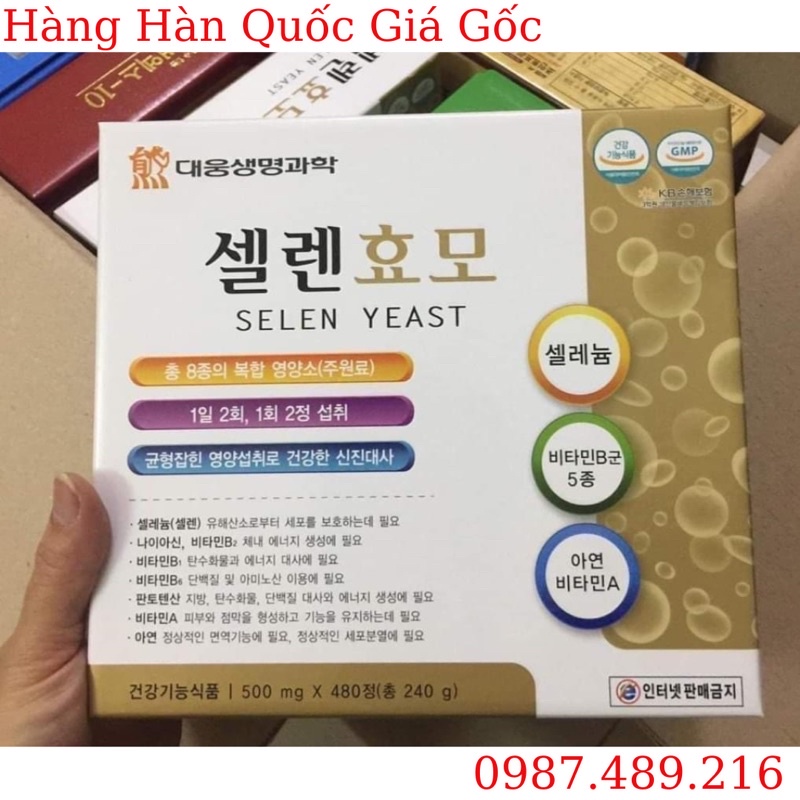 Hàng Hàn Quốc Giá Gốc
셀렌효모
SELEN YEAST
대웅생명과학
건강
기능식품
GMP
KB손해보험
셀렌효모
SELEN YEAST
총 8종의 복합 영양소(주원료)
1일 2회, 1회 2정 섭취
균형잡힌 영양섭취로 건강한 신진대사
셀레늄
비타민B군
5종
아연
비타민A
· 셀레늄(셀렌) 유해산소로부터 세포를 보호하는데 필요
· 나이아신, 비타민B₂ 체내 에너지 생성에 필요
· 비타민B₁ 탄수화물과 에너지 대사에 필요
· 비타민B₆ 단백질 및 아미노산 이용에 필요
· 판토텐산 지방, 탄수화물, 단백질 대사와 에너지 생성에 필요
· 비타민A 피부와 점막을 형성하고 기능을 유지하는데 필요
· 아연 정상적인 면역기능에 필요, 정상적인 세포분열에 필요
건강기능식품 | 500 mg X 480정(총 240 g)
인터넷판매금지
0987.489.216